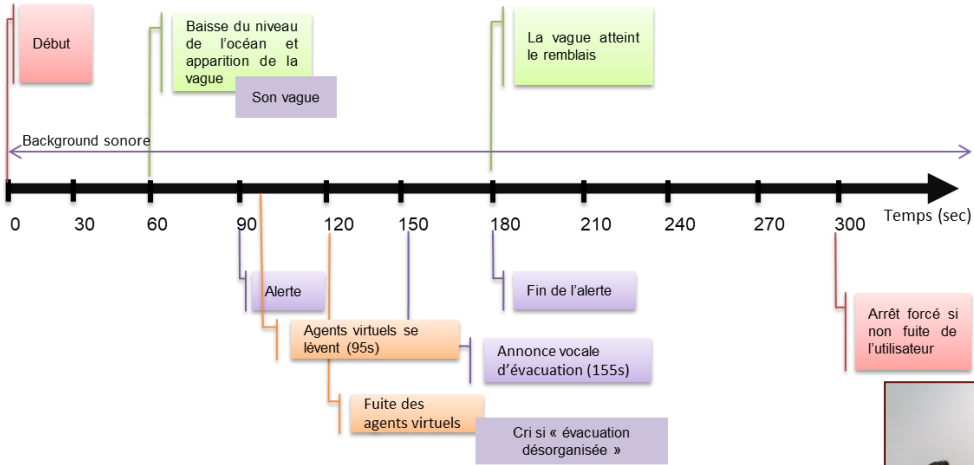 Début
Baisse du niveau
de l'océan et
apparition de la
vague
Son vague
La vague atteint
le remblais
Background sonore
0 30 60 90 120 150 180 210 240 270 300
Temps (sec)
Alerte
Fin de l'alerte
Agents virtuels se
lèvent (95s)
Annonce vocale
d'évacuation (155s)
Arrêt forcé si
non fuite de
l'utilisateur
Fuite des
agents virtuels
Cri si « évacuation
désorganisée »